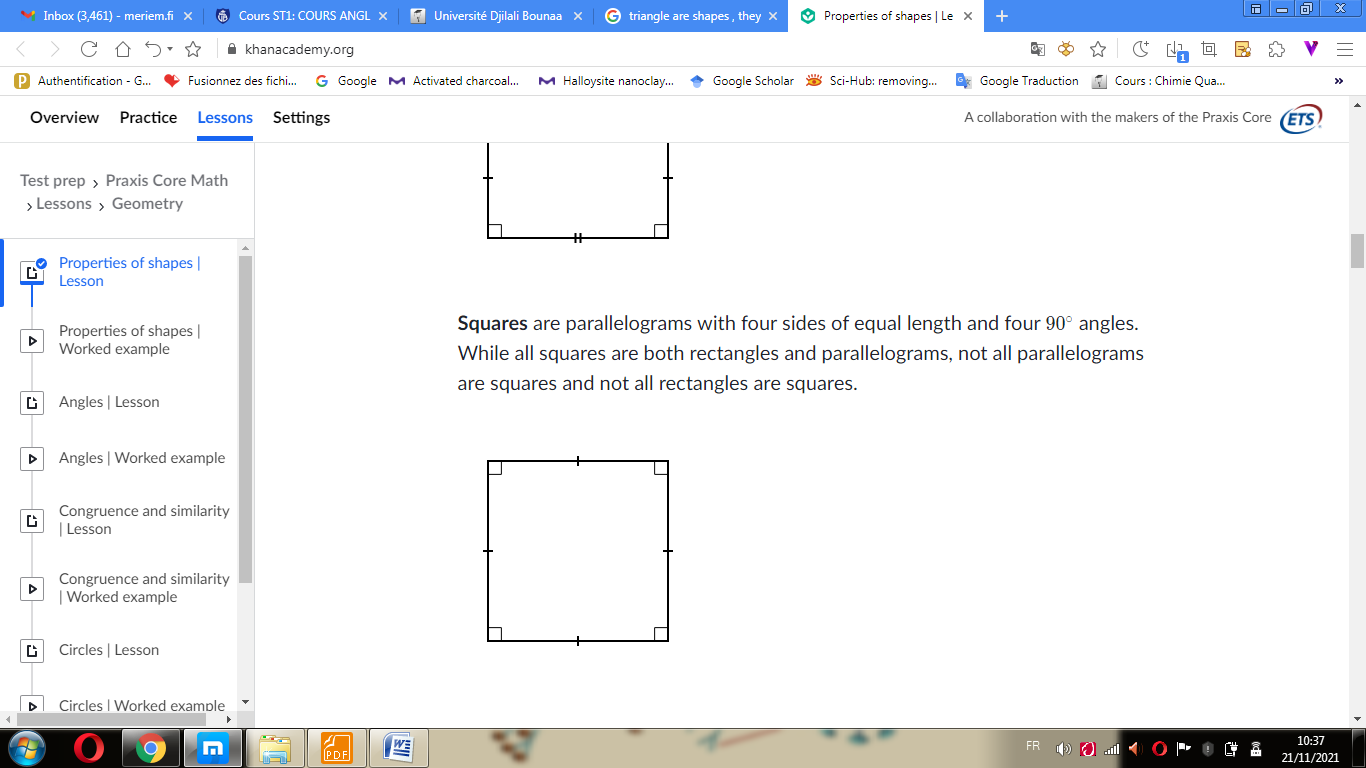 Inbox (3,461) - meriem.fi
Cours ST1: COURS ANGL
Université Djilali Bounaa
triangle are shapes , they
Properties of shapes | Le
khanacademy.org
1
Authentification - G...
Fusionnez des fichi...
Google
Activated charcoal...
Halloysite nanoclay...
Google Scholar
Sci-Hub: removing...
Google Traduction
Cours : Chimie Qua...
»
Overview
Practice
Lessons
Settings
A collaboration with the makers of the Praxis Core
ETS
Test prep › Praxis Core Math
› Lessons › Geometry
Properties of shapes |
Lesson
Properties of shapes |
Worked example
Angles | Lesson
Angles | Worked example
Congruence and similarity
| Lesson
Congruence and similarity
| Worked example
Circles | Lesson
Circles | Worked example
Squares are parallelograms with four sides of equal length and four 90° angles.
While all squares are both rectangles and parallelograms, not all parallelograms
are squares and not all rectangles are squares.
PDF
FR
10:37
21/11/2021